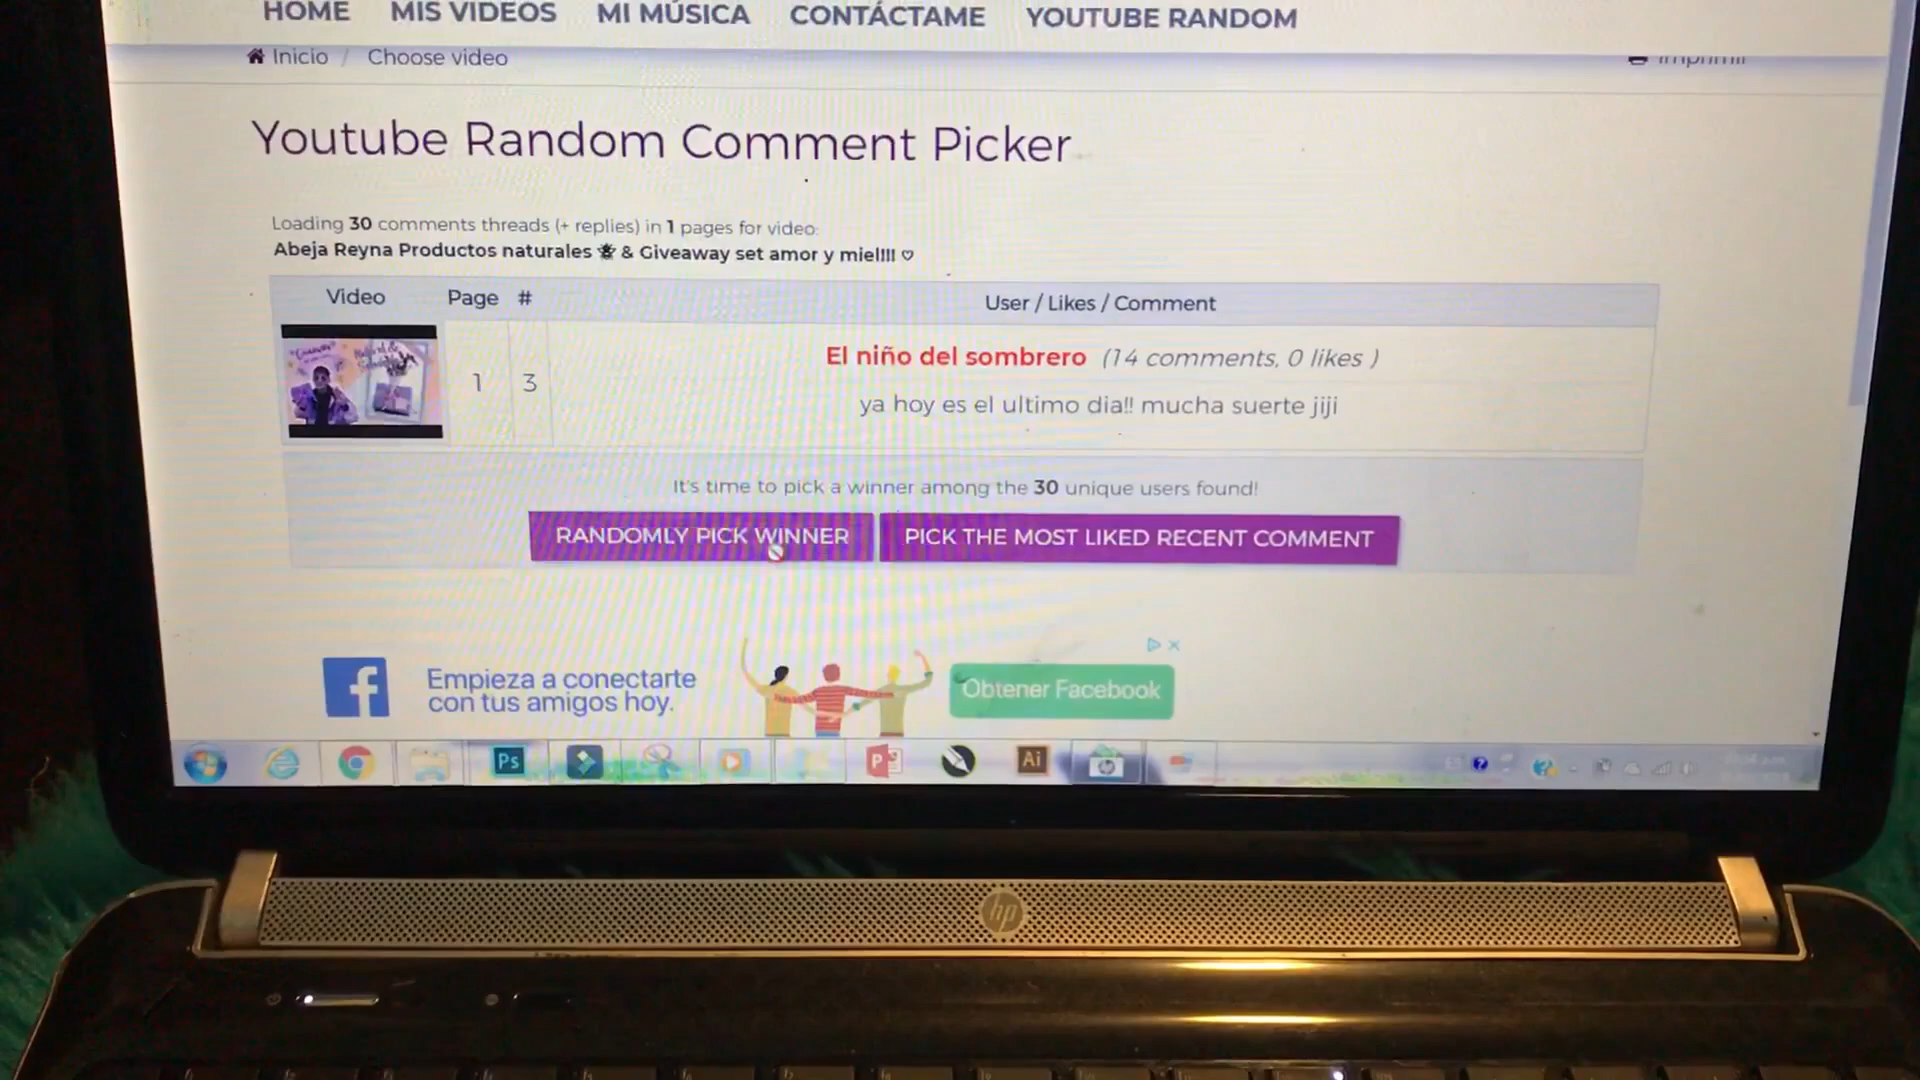 HOME MIS VIDEOS MI MÚSICA CONTÁCTAME YOUTUBE RANDOM
Inicio / Choose video Imprimir
Youtube Random Comment Picker
Loading 30 comments threads (+ replies) in 1 pages for video:
Abeja Reyna Productos naturales & Giveaway set amor y miel!!! ♡
Video Page # User / Likes / Comment
El niño del sombrero (14 comments, 0 likes )
1 3
ya hoy es el ultimo dia!! mucha suerte jiji
It's time to pick a winner among the 30 unique users found!
RANDOMLY PICK WINNER PICK THE MOST LIKED RECENT COMMENT
Empieza a conectarte
con tus amigos hoy.
Obtener Facebook
Ps Ai
hp